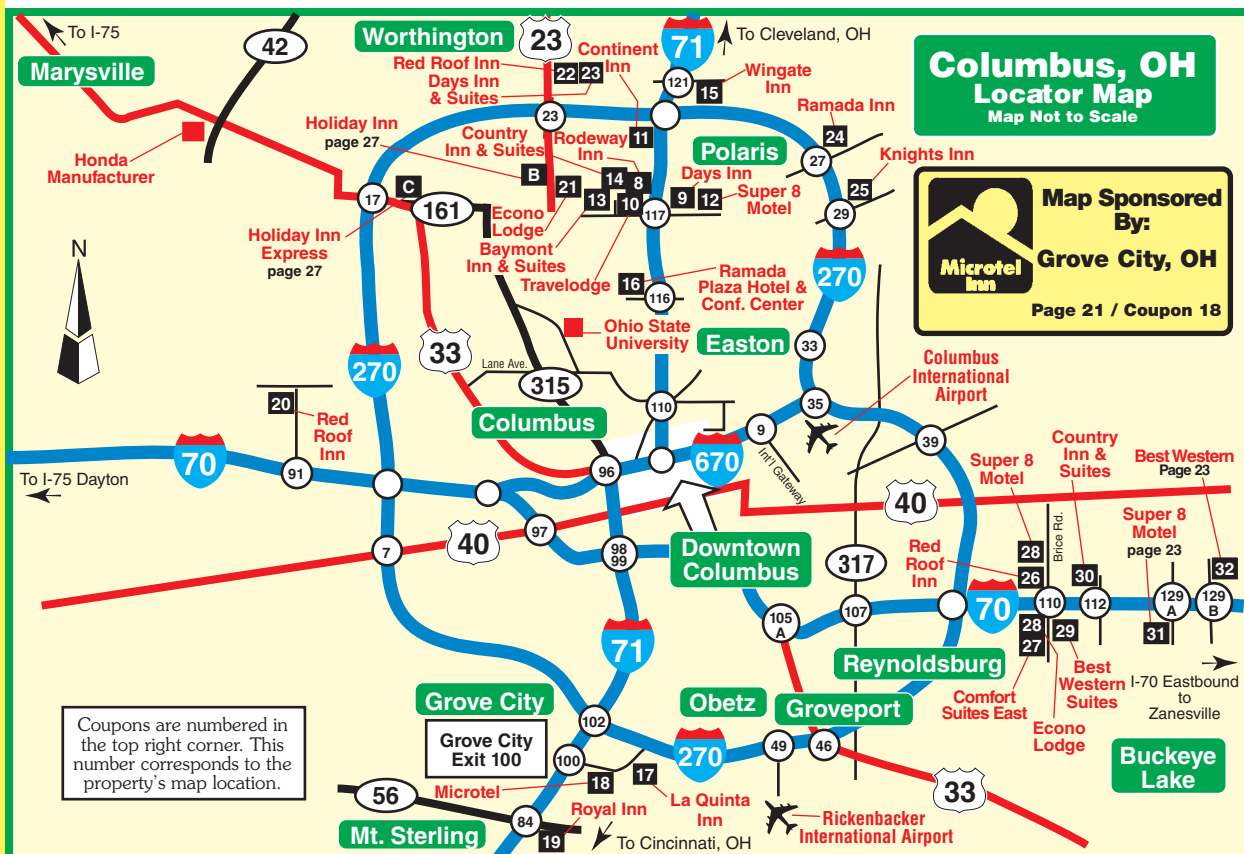 To I-75
Marysville
42
Honda
Manufacturer
Worthington
23
Red Roof Inn
Days Inn
& Suites
22
23
Continent
Inn
11
71
To Cleveland, OH
121
15
Wingate
Inn
Ramada Inn
24
27
Polaris
Knights Inn
25
29
Columbus, OH
Locator Map
Map Not to Scale
Map Sponsored
By:
Grove City, OH
Page 21 / Coupon 18
Microtel
Inn
23
Holiday Inn
page 27
B
Country
Inn & Suites
14
Rodeway
Inn
8
21
Econo
Lodge
13
Baymont
Inn & Suites
10
Travelodge
117
9
Days Inn
12
Super 8
Motel
17
C
161
Holiday Inn
Express
page 27
N
16
116
Ramada
Plaza Hotel &
Conf. Center
270
Ohio State
University
Easton
33
33
270
Lane Ave.
315
Columbus
110
35
Columbus
International
Airport
20
Red
Roof
Inn
To I-75 Dayton
70
91
96
670
9
Int'l Gateway
39
40
40
7
97
98
99
Downtown
Columbus
317
Super 8
Motel
28
26
Brice Rd.
Country
Inn &
Suites
30
Best Western
Page 23
32
Super 8
Motel
page 23
31
Red
Roof
Inn
70
110
112
129
A
129
B
105
A
107
28
27
29
Best
Western
Suites
Comfort
Suites East
Econo
Lodge
I-70 Eastbound
to
Zanesville
Reynoldsburg
Buckeye
Lake
71
Grove City
Grove City
Exit 100
102
100
Obetz
Groveport
270
49
46
33
Microtel
18
17
La Quinta
Inn
56
Mt. Sterling
84
19
Royal Inn
To Cincinnati, OH
Rickenbacker
International Airport
Coupons are numbered in
the top right corner. This
number corresponds to the
property's map location.